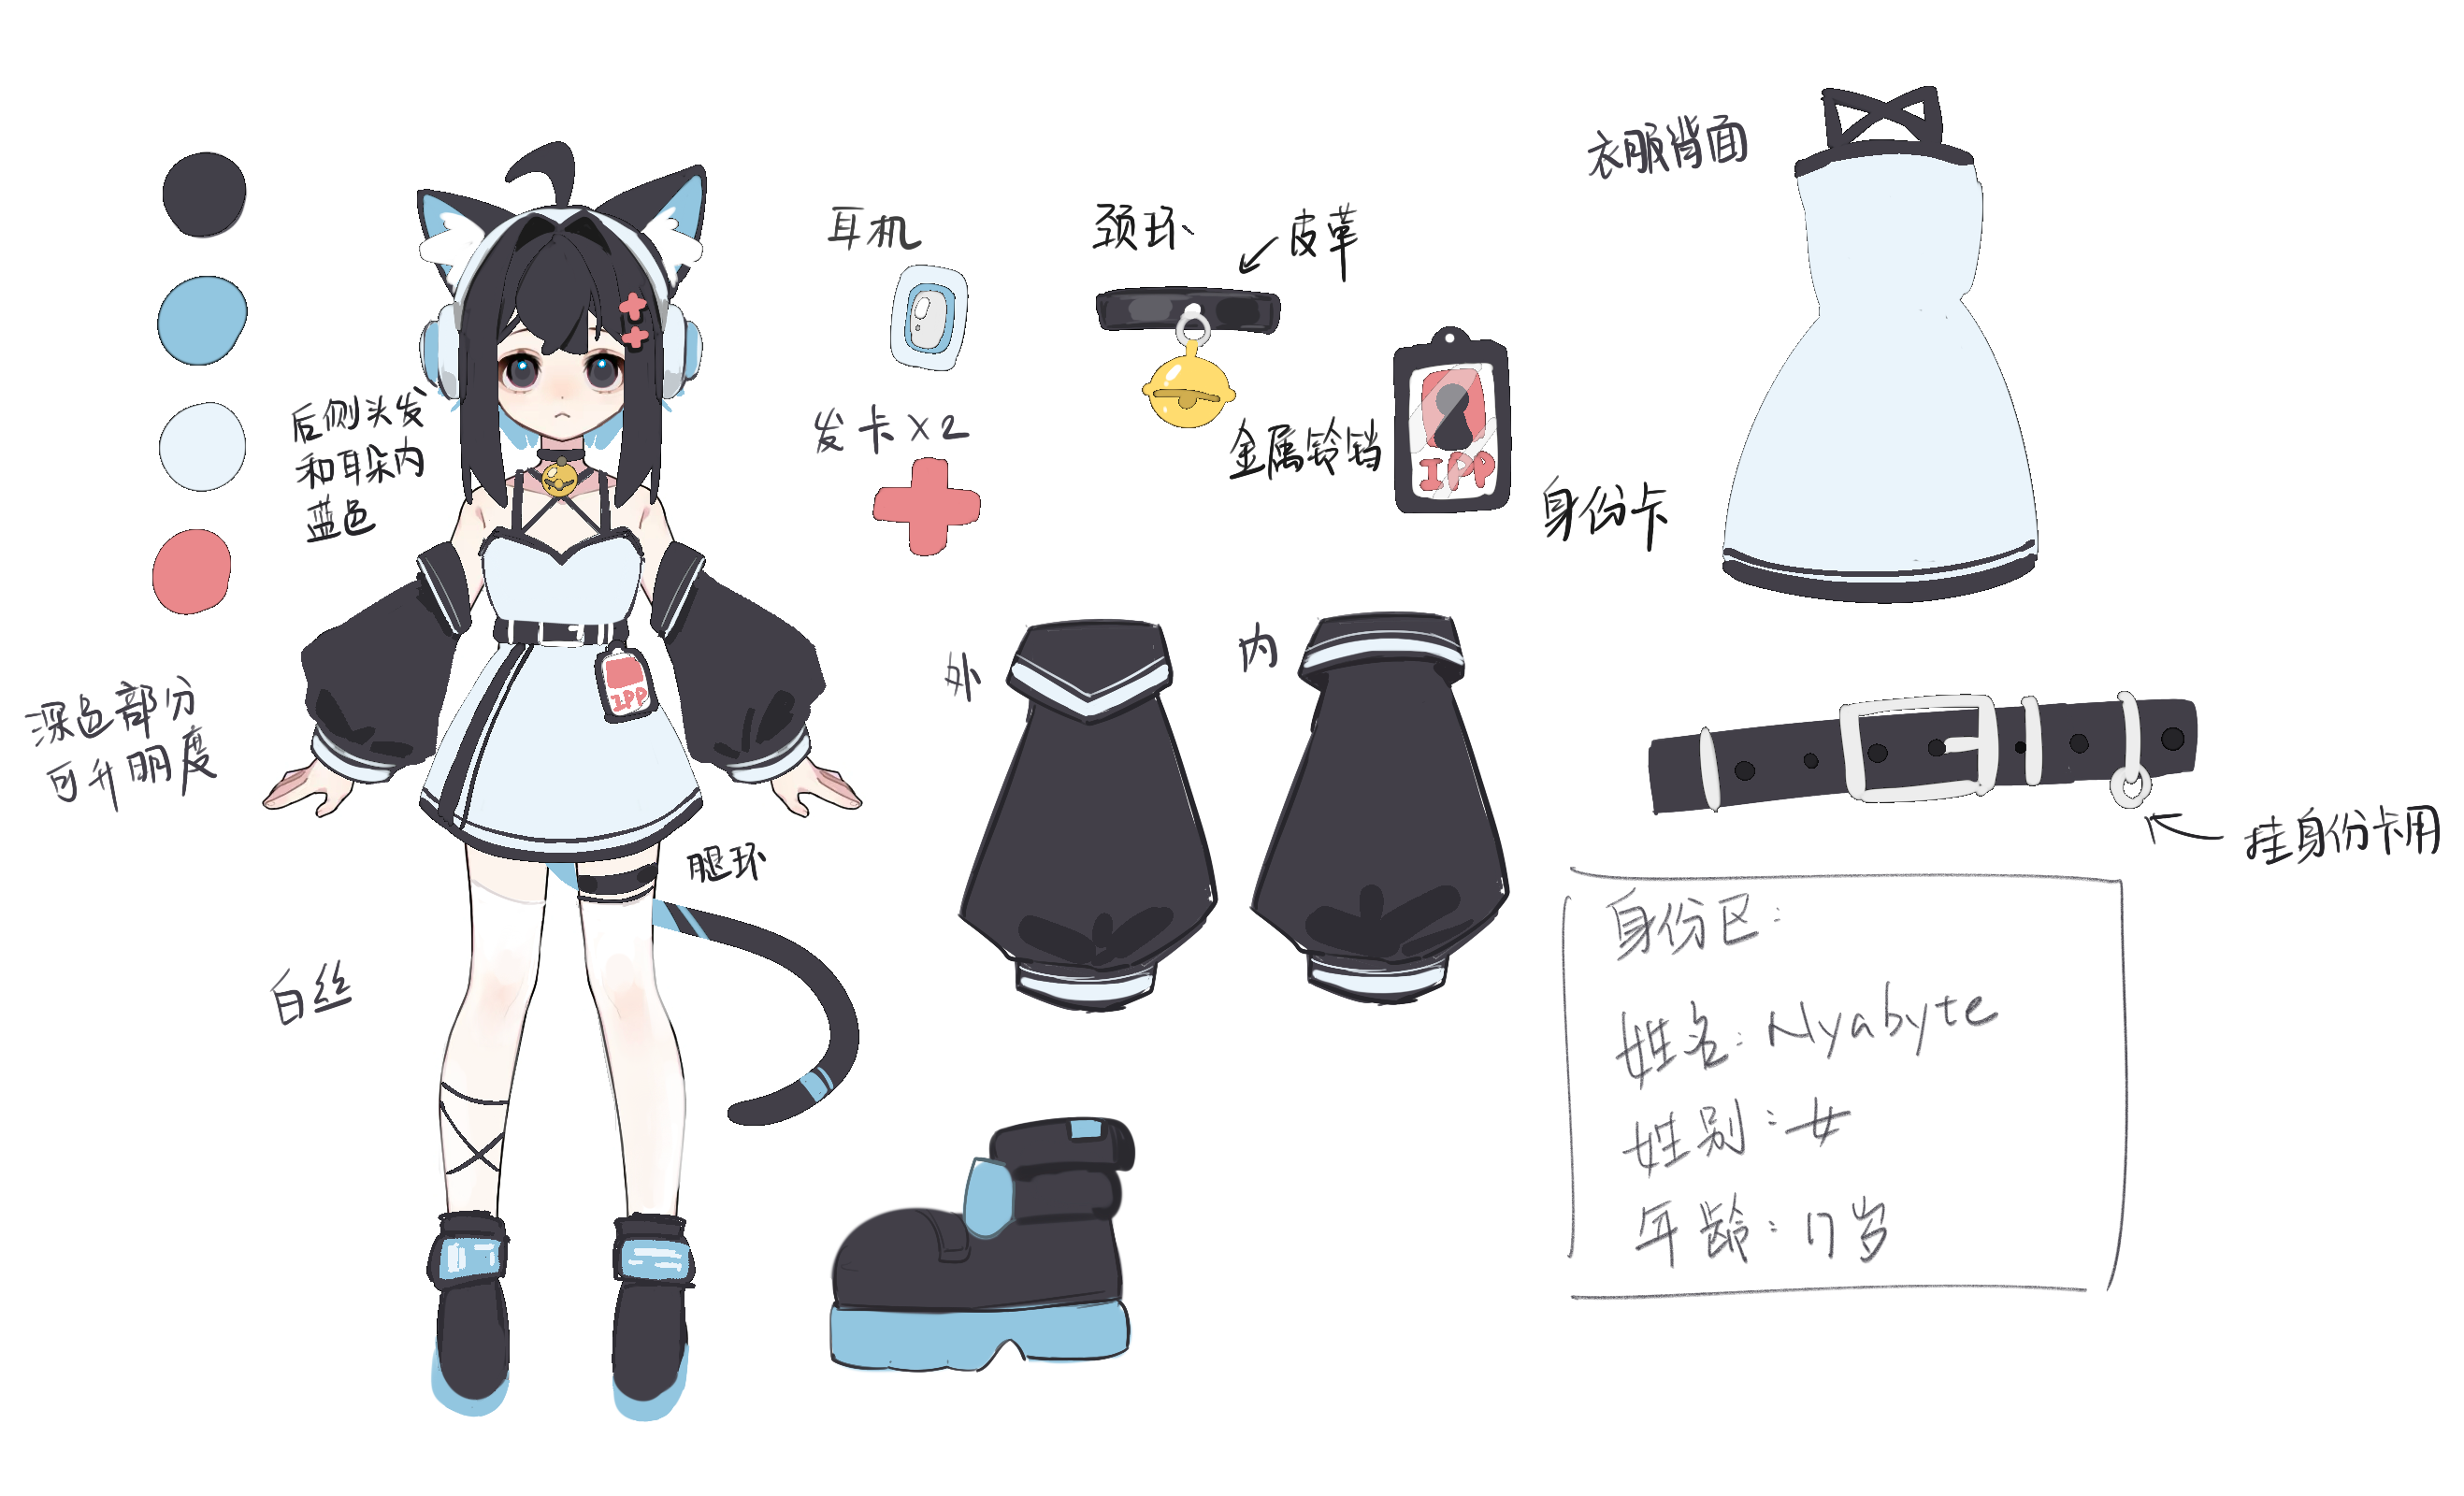 衣服背面
耳机
颈环
皮革
后侧头发
和耳朵内
蓝色
发卡×2
金属铃铛
IPP
身份卡
外
内
IPP
深色部分
可升明度
挂身份卡用
腿环
身份区:
白丝
姓名: Nyabyte
姓别: 女
年龄: 17岁